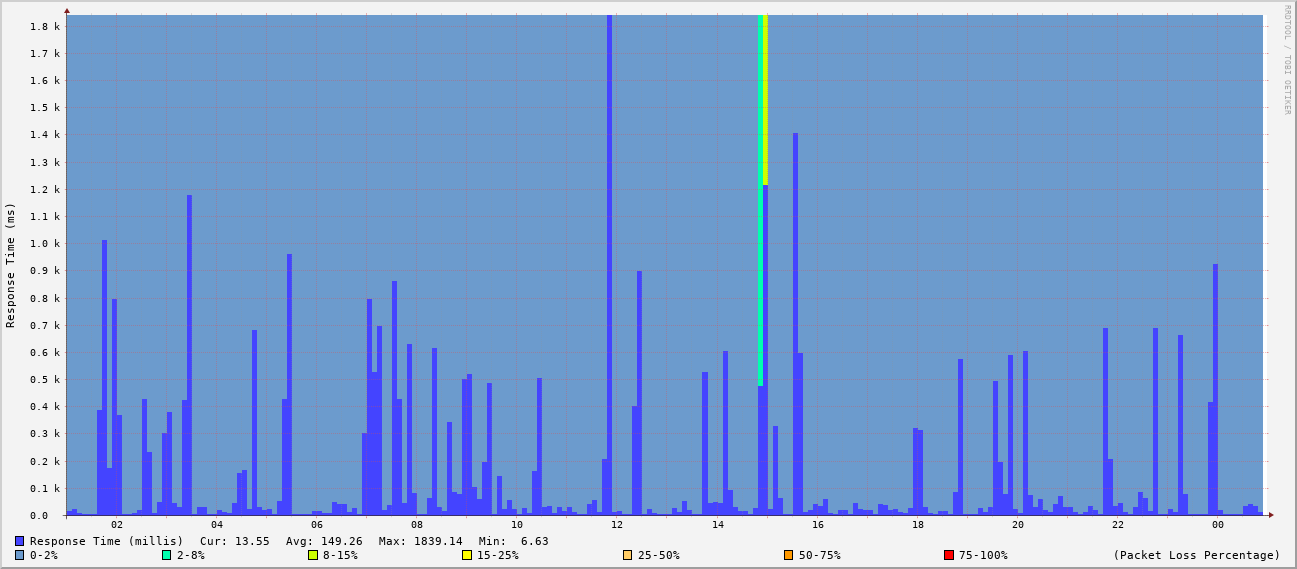 RRDTOOL / TOBI OETIKER
Response Time (ms)
1.8 k
1.7 k
1.6 k
1.5 k
1.4 k
1.3 k
1.2 k
1.1 k
1.0 k
0.9 k
0.8 k
0.7 k
0.6 k
0.5 k
0.4 k
0.3 k
0.2 k
0.1 k
0.0
02 04 06 08 10 12 14 16 18 20 22 00
Response Time (millis) Cur: 13.55 Avg: 149.26 Max: 1839.14 Min: 6.63
0-2% 2-8% 8-15% 15-25% 25-50% 50-75% 75-100% (Packet Loss Percentage)